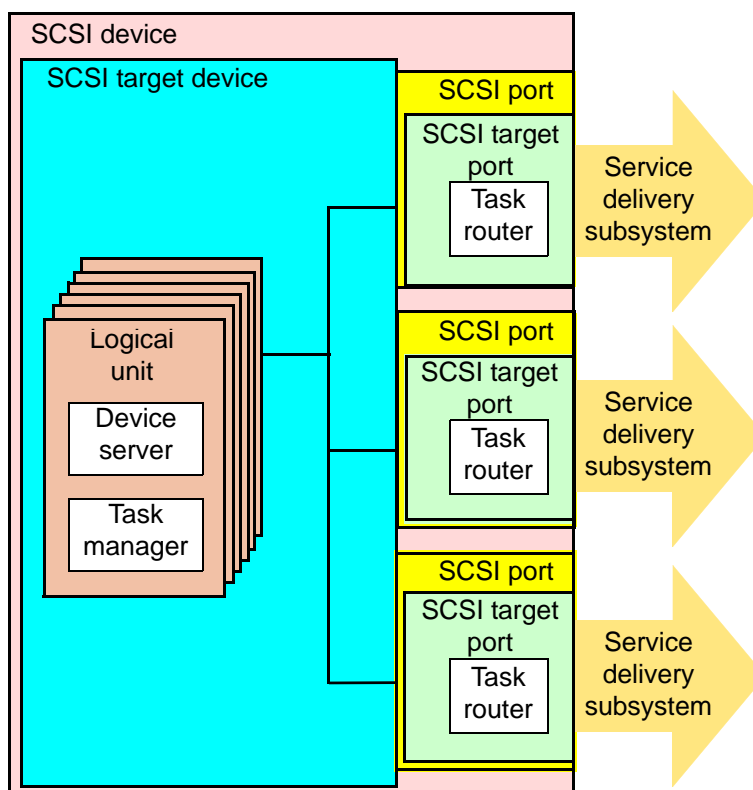 SCSI device
SCSI target device
SCSI port
SCSI target
port
Task
router
Service
delivery
subsystem
Logical
unit
Device
server
Task
manager
SCSI port
SCSI target
port
Task
router
Service
delivery
subsystem
SCSI port
SCSI target
port
Task
router
Service
delivery
subsystem